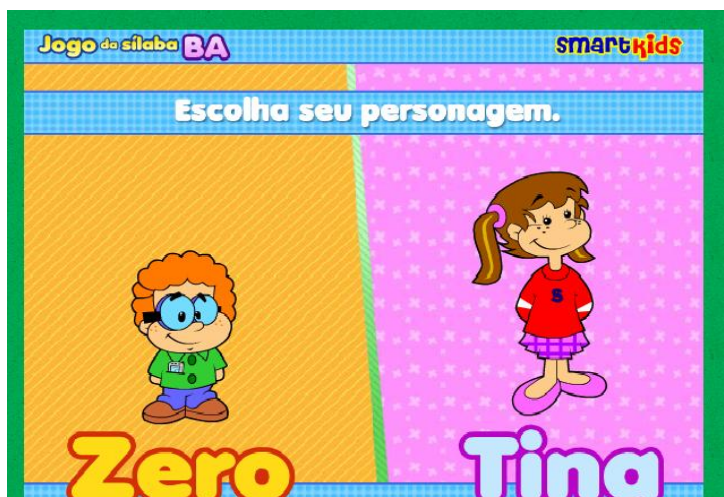 Jogo da sílaba BA
smartkids
Escolha seu personagem.
S
Zero
Tina